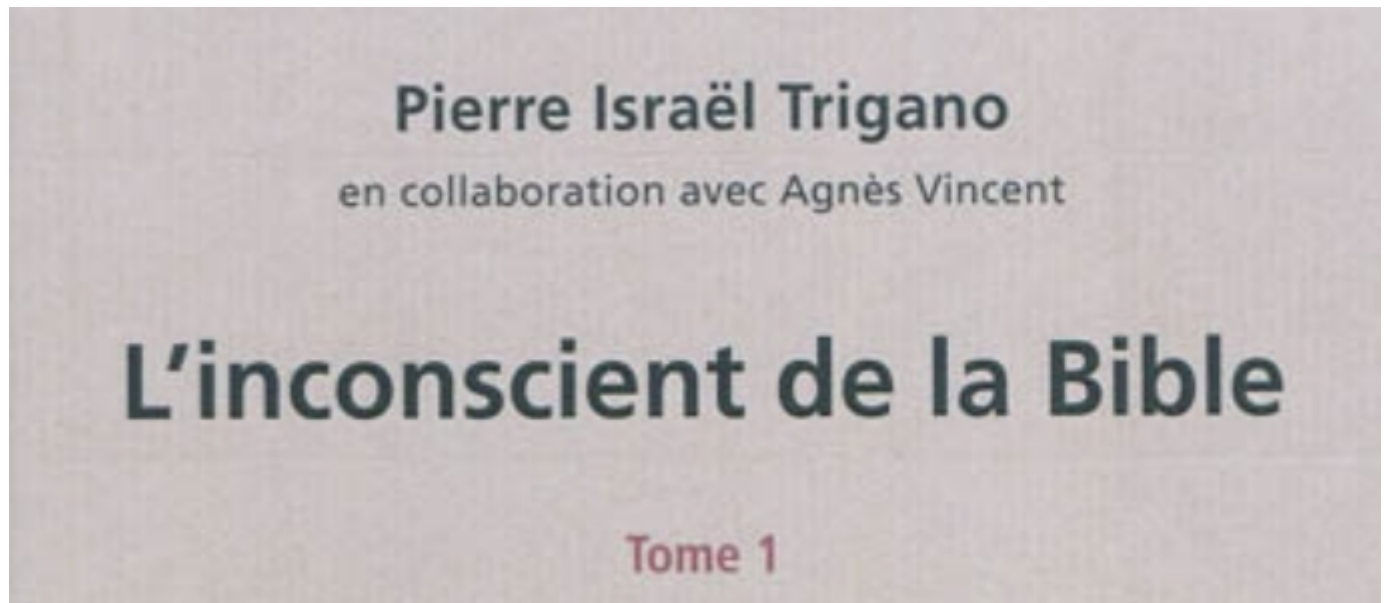 Pierre Israël Trigano
en collaboration avec Agnès Vincent
L’inconscient de la Bible
Tome 1